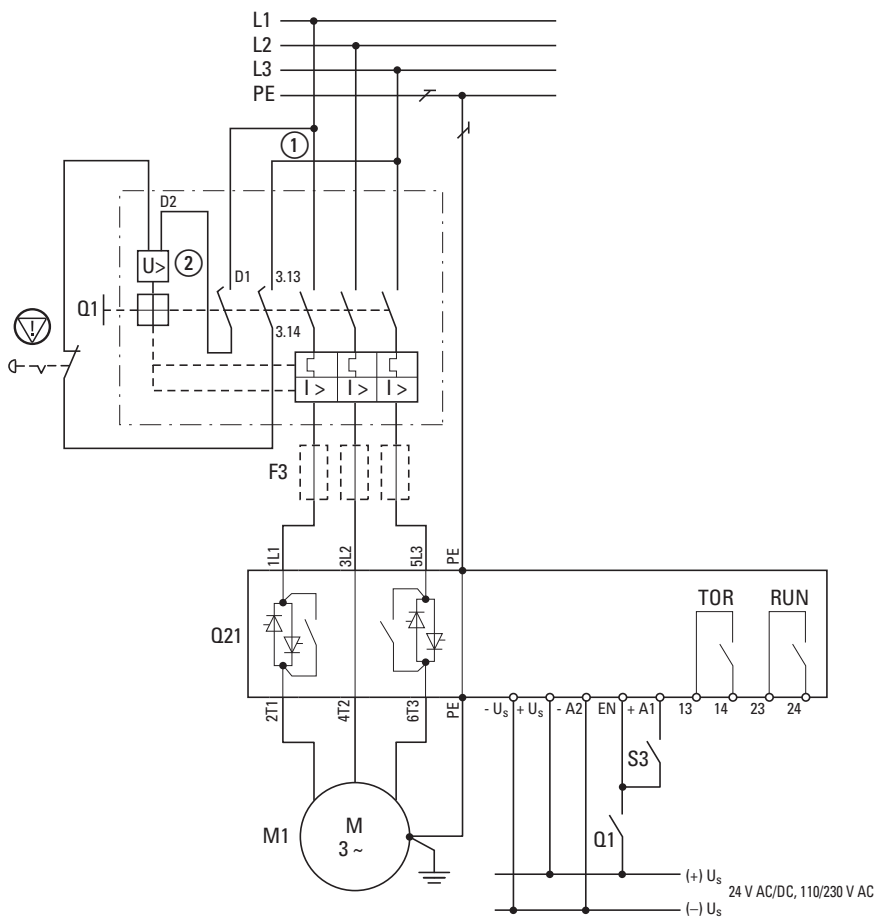 L1
L2
L3
PE
1
D2
U>
2
D1
3.13
Q1
3.14
!
I >
I >
I >
F3
1L1
3L2
5L3
PE
TOR
RUN
Q21
2T1
4T2
6T3
PE
- Us
+ Us
- A2
EN
+ A1
13
14
23
24
S3
M1
M
3 ~
Q1
(+) Us
24 V AC/DC, 110/230 V AC
(–) Us